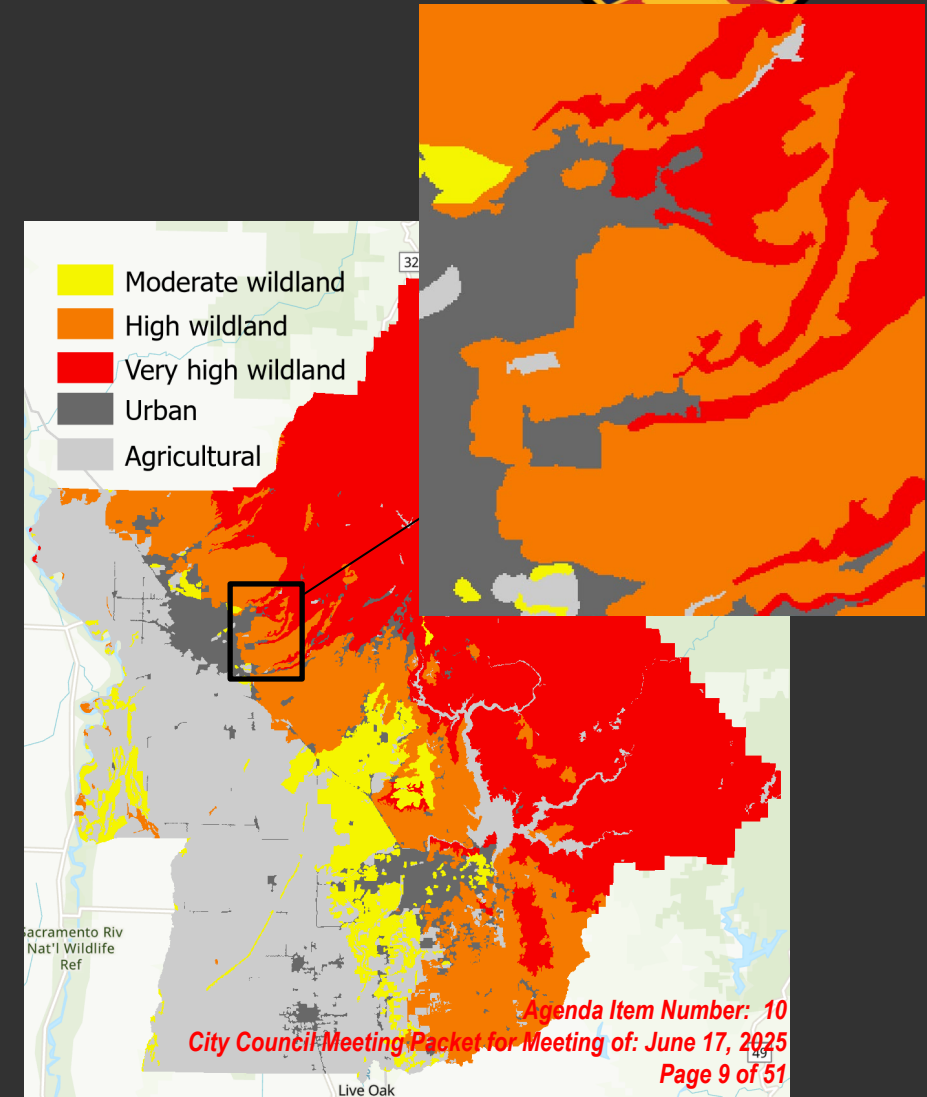 32
Moderate wildland
High wildland
Very high wildland
Urban
Agricultural
Sacramento Riv
Nat'l Wildlife
Ref
Agenda Item Number: 10
City Council Meeting Packet for Meeting of: June 17, 2025
49
Page 9 of 51
Live Oak